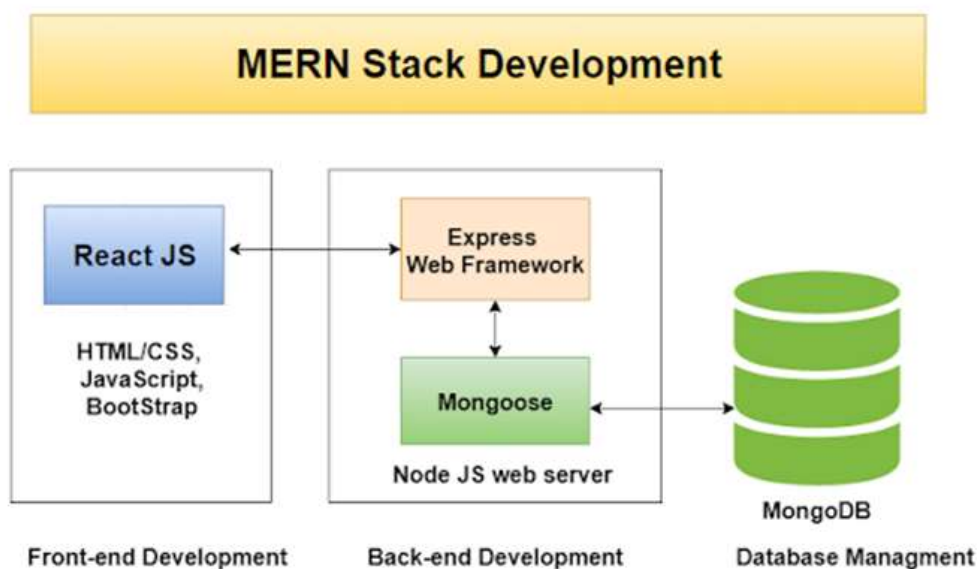 MERN Stack Development
React JS
HTML/CSS,
JavaScript,
BootStrap
Express
Web Framework
Mongoose
Node JS web server
MongoDB
Front-end Development
Back-end Development
Database Managment